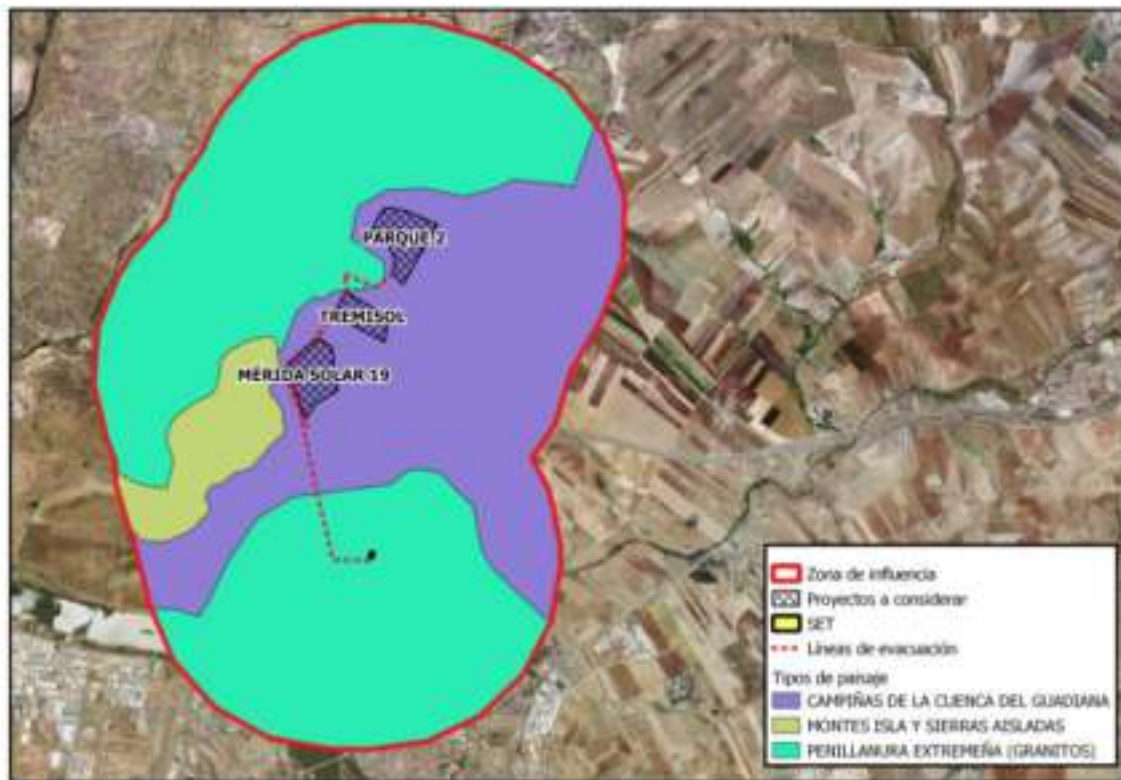 PARQUE 2
TREMISOL
MÉRIDA SOLAR 19
Zona de influencia
Proyectos a considerar
SET
Líneas de evacuación
Tipos de paisaje
CAMPIÑAS DE LA CUENCA DEL GUADIANA
MONTES ISLA Y SIERRAS AISLADAS
PENILLANURA EXTREMEÑA (GRANITOS)